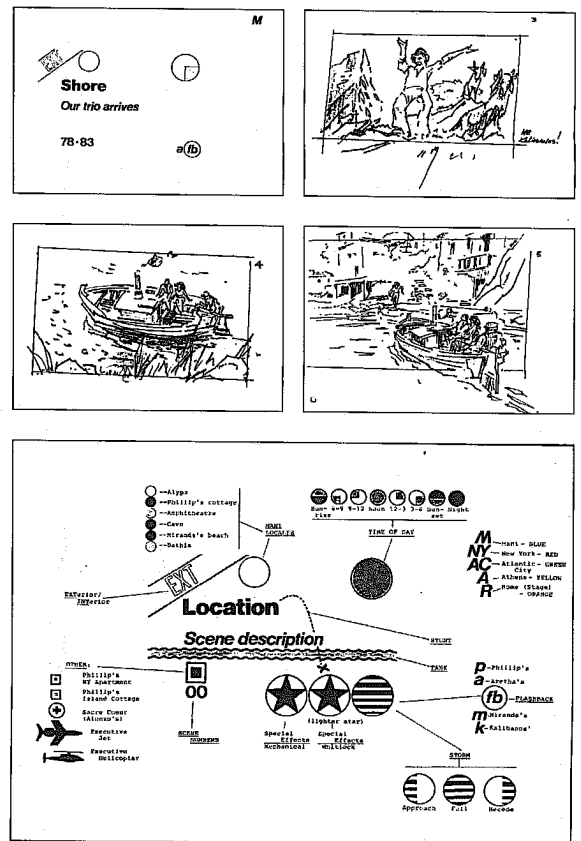 M
EXT
Shore
Our trio arrives
78-83
a fb
3
4
5
--Alyps
--Phillip's cottage
--Amphitheatre
--Cave
--Miranda's beach
--Bathia
MANI
LOCALES
Sun-rise 6-9 9-12 Noon 12-3 3-6 Sun-set Night
TIME OF DAY
M Mani- BLUE
NY New York - RED
AC Atlantic City - GREEN
A Athens - YELLOW
R Rome (Stage) - ORANGE
EXTerior/
INTerior
EXT
Location
Scene description
STUNT
TANK
OTHER:
Phillip's
NY Apartment
Phillip's
Island Cottage
Executive
Jet
Executive
Helicopter
00
SCENE
NUMBERS
Special
Effects
Mechanical
(lighter star)
Special
Effects
Whitlock
p-Phillip's
a-Aretha's
fb FLASHBACK
m-Miranda's
k-Kalibanos'
STORM
Approach Full Recede